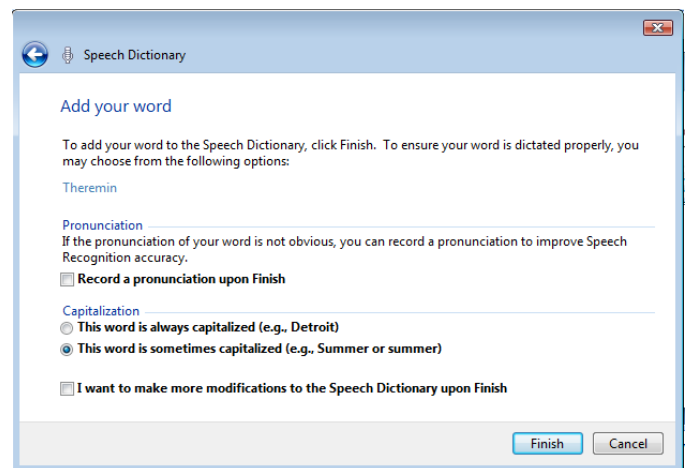 Speech Dictionary
Add your word
To add your word to the Speech Dictionary, click Finish. To ensure your word is dictated properly, you
may choose from the following options:
Theremin
Pronunciation
If the pronunciation of your word is not obvious, you can record a pronunciation to improve Speech
Recognition accuracy.
Record a pronunciation upon Finish
Capitalization
This word is always capitalized (e.g., Detroit)
This word is sometimes capitalized (e.g., Summer or summer)
I want to make more modifications to the Speech Dictionary upon Finish
Finish Cancel